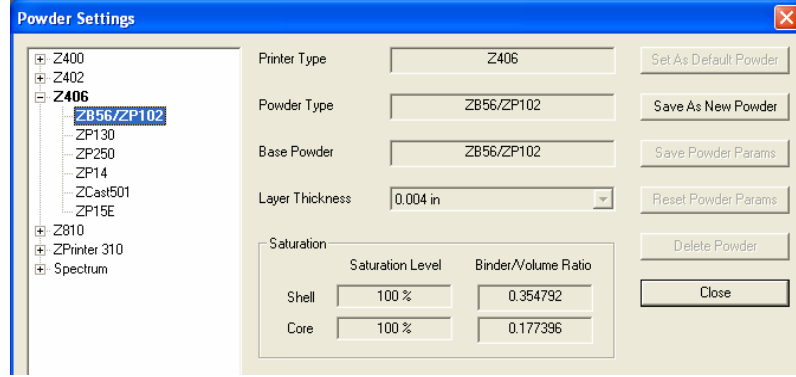 Powder Settings
Z400
Z402
Z406
ZB56/ZP102
ZP130
ZP250
ZP14
ZCast501
ZP15E
Z810
ZPrinter 310
Spectrum
Printer Type Z406
Powder Type ZB56/ZP102
Base Powder ZB56/ZP102
Layer Thickness 0.004 in
Saturation
Saturation Level Binder/Volume Ratio
Shell 100 % 0.354792
Core 100 % 0.177396
Set As Default Powder
Save As New Powder
Save Powder Params
Reset Powder Params
Delete Powder
Close